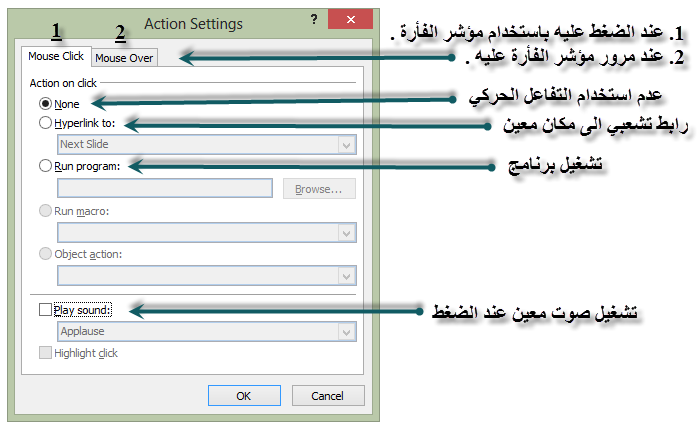 Action Settings
?
1
2
Mouse Click
Mouse Over
1. عند الضغط عليه باستخدام مؤشر الفأرة .
2. عند مرور مؤشر الفأرة عليه .
Action on click
None
عدم استخدام التفاعل الحركي
Hyperlink to:
رابط تشعبي الى مكان معين
Next Slide
Run program:
تشغيل برنامج
Browse...
Run macro:
Object action:
Play sound:
تشغيل صوت معين عند الضغط
Applause
Highlight click
OK
Cancel